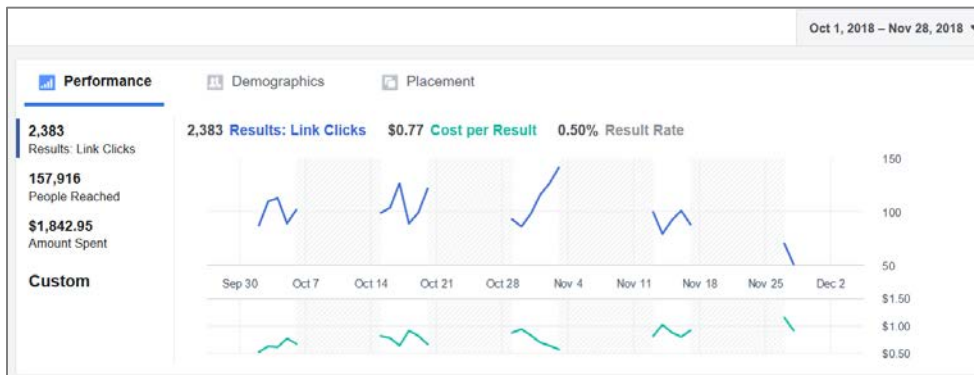 Oct 1, 2018 – Nov 28, 2018
Performance
Demographics
Placement
2,383
Results: Link Clicks
157,916
People Reached
$1,842.95
Amount Spent
Custom
2,383 Results: Link Clicks $0.77 Cost per Result 0.50% Result Rate
150
100
50
Sep 30 Oct 7 Oct 14 Oct 21 Oct 28 Nov 4 Nov 11 Nov 18 Nov 25 Dec 2
$1.50
$1.00
$0.50